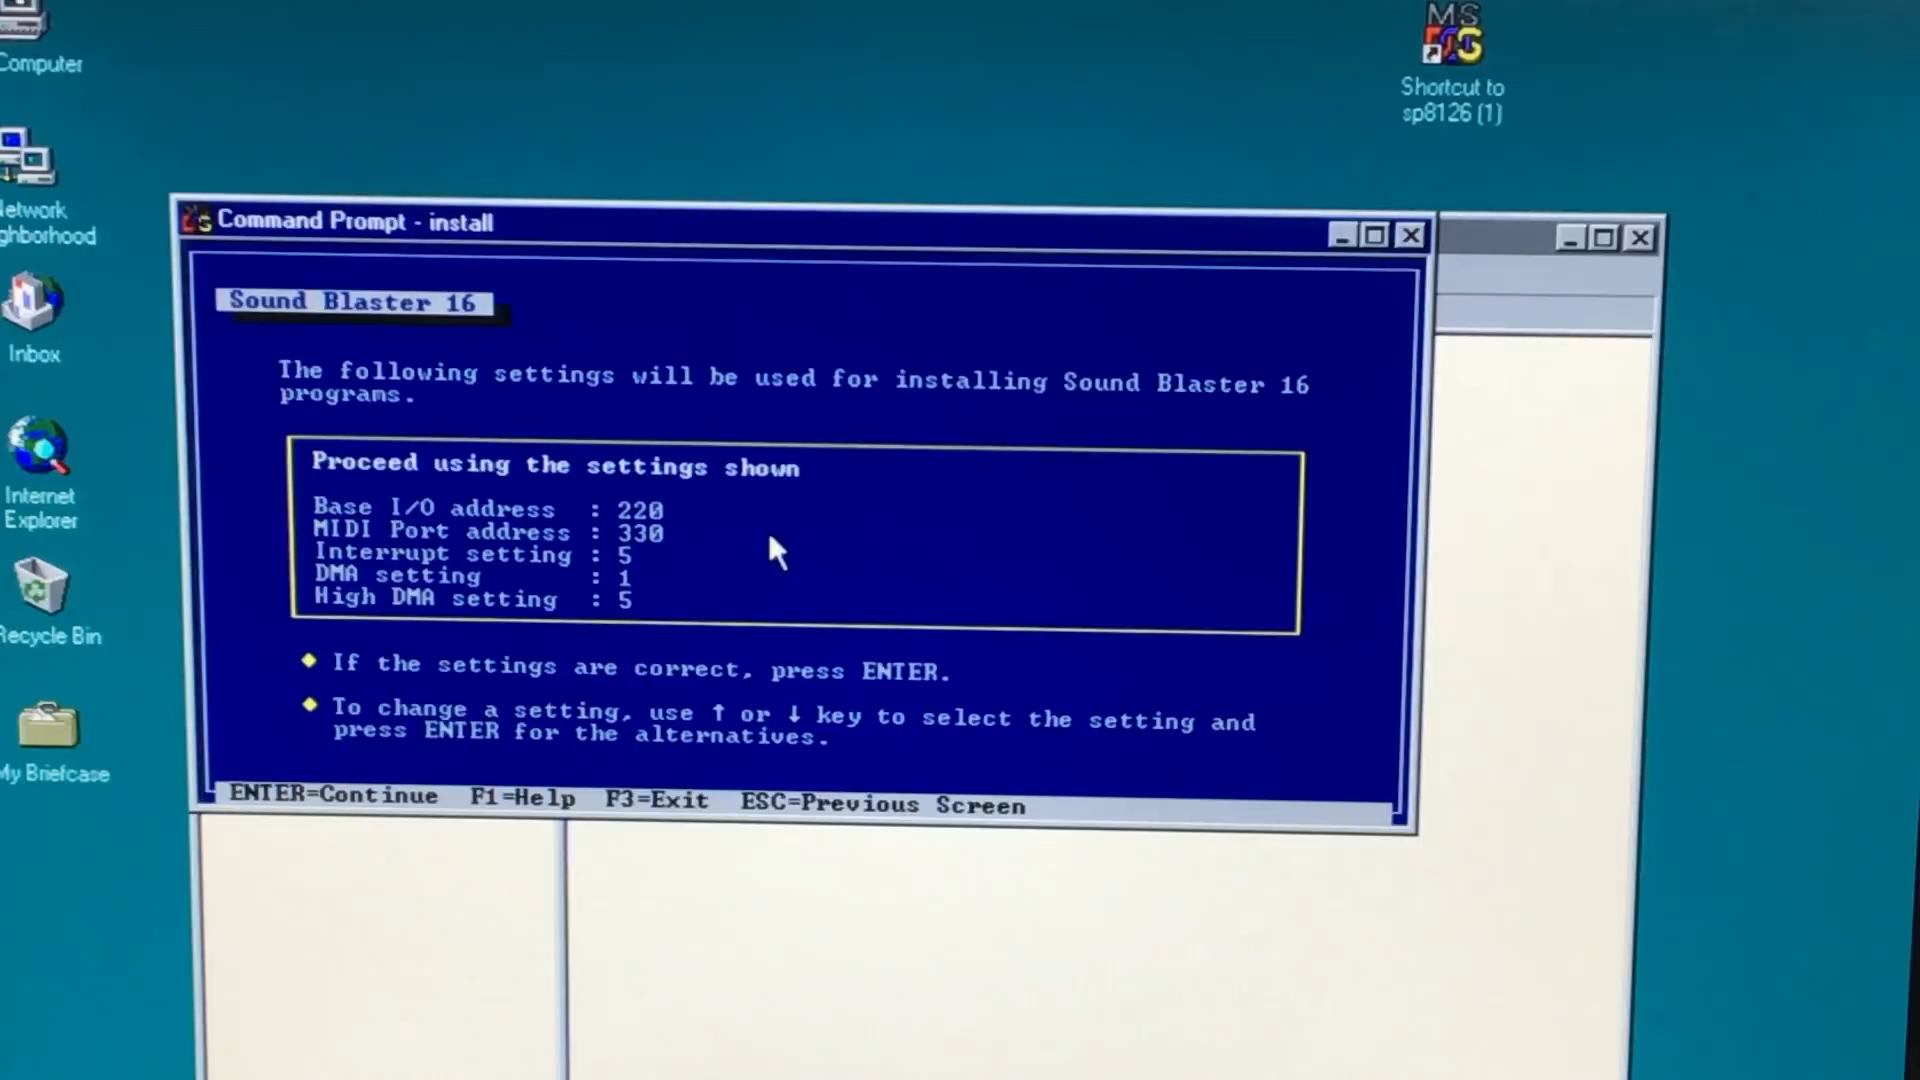 Computer
Network
Neighborhood
Inbox
Internet
Explorer
Recycle Bin
My Briefcase
MS
Shortcut to
sp8126 (1)
Command Prompt - install
Sound Blaster 16
The following settings will be used for installing Sound Blaster 16
programs.
Proceed using the settings shown
Base I/O address : 220
MIDI Port address : 330
Interrupt setting : 5
DMA setting : 1
High DMA setting : 5
If the settings are correct, press ENTER.
To change a setting, use ↑ or ↓ key to select the setting and
press ENTER for the alternatives.
ENTER=Continue F1=Help F3=Exit ESC=Previous Screen